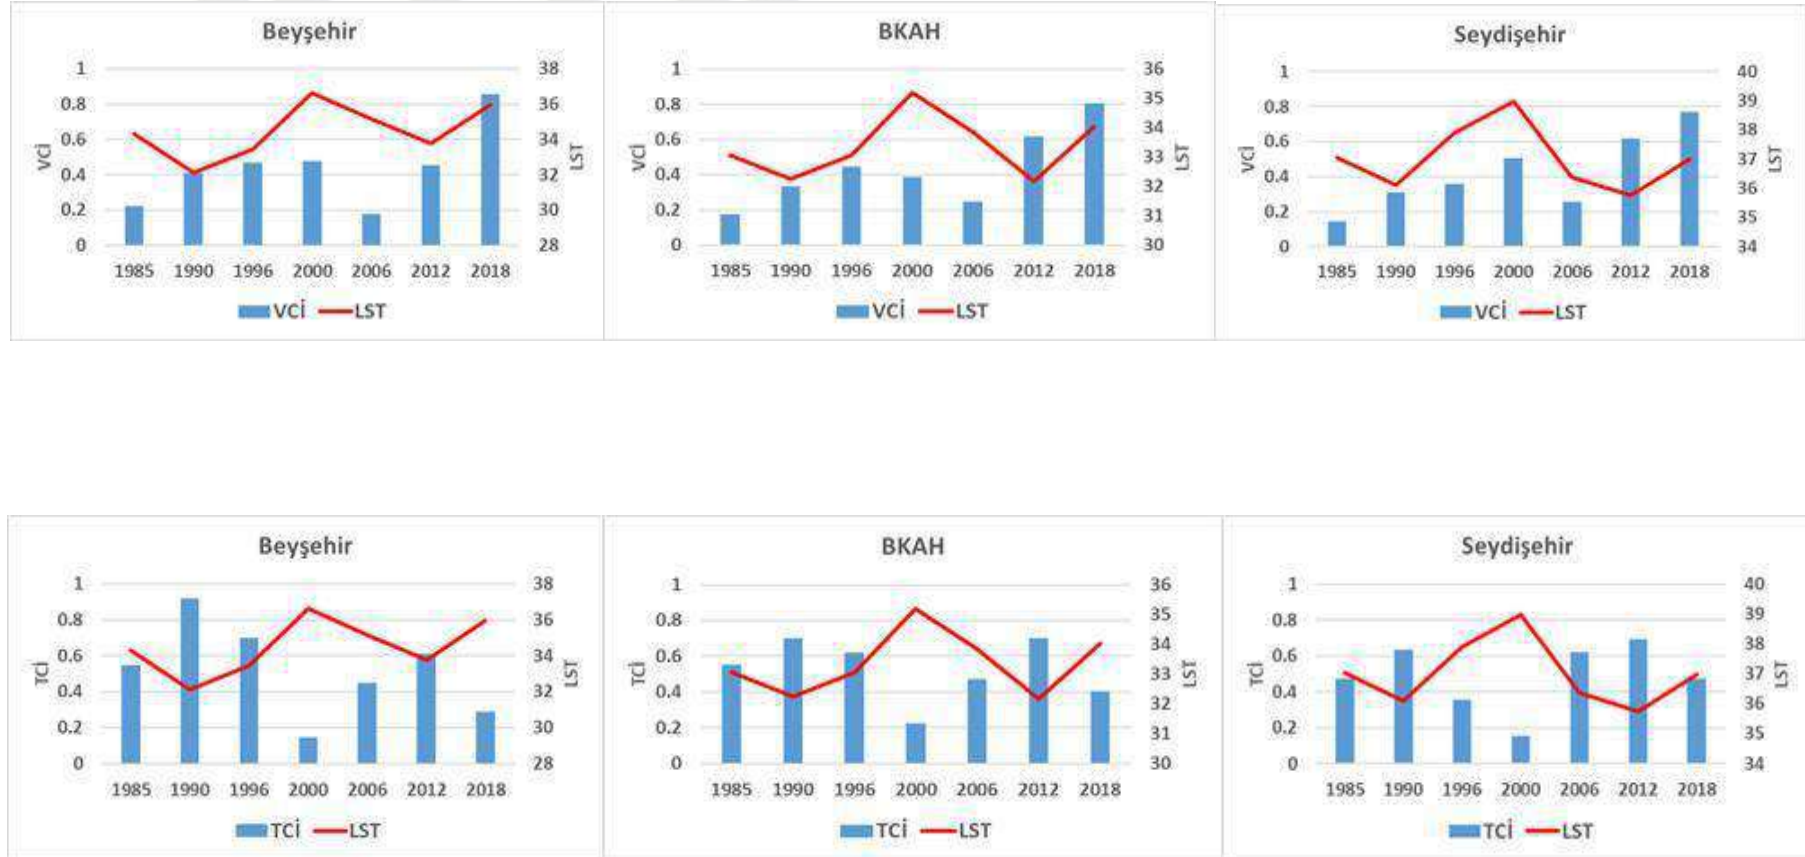 Beyşehir
1 38
0.8 36
0.6 34
0.4 32
0.2 30
0 28
VCİ
LST
1985 1990 1996 2000 2006 2012 2018
VCİ LST
BKAH
1 36
0.8 35
34
0.6 33
0.4 32
0.2 31
0 30
VCİ
LST
1985 1990 1996 2000 2006 2012 2018
VCİ LST
Seydişehir
1 40
0.8 39
38
0.6 37
0.4 36
0.2 35
0 34
VCİ
LST
1985 1990 1996 2000 2006 2012 2018
VCİ LST
Beyşehir
1 38
0.8 36
0.6 34
0.4 32
0.2 30
0 28
TCİ
LST
1985 1990 1996 2000 2006 2012 2018
TCİ LST
BKAH
1 36
0.8 35
34
0.6 33
0.4 32
0.2 31
0 30
TCİ
LST
1985 1990 1996 2000 2006 2012 2018
TCİ LST
Seydişehir
1 40
0.8 39
38
0.6 37
0.4 36
0.2 35
0 34
TCİ
LST
1985 1990 1996 2000 2006 2012 2018
TCİ LST